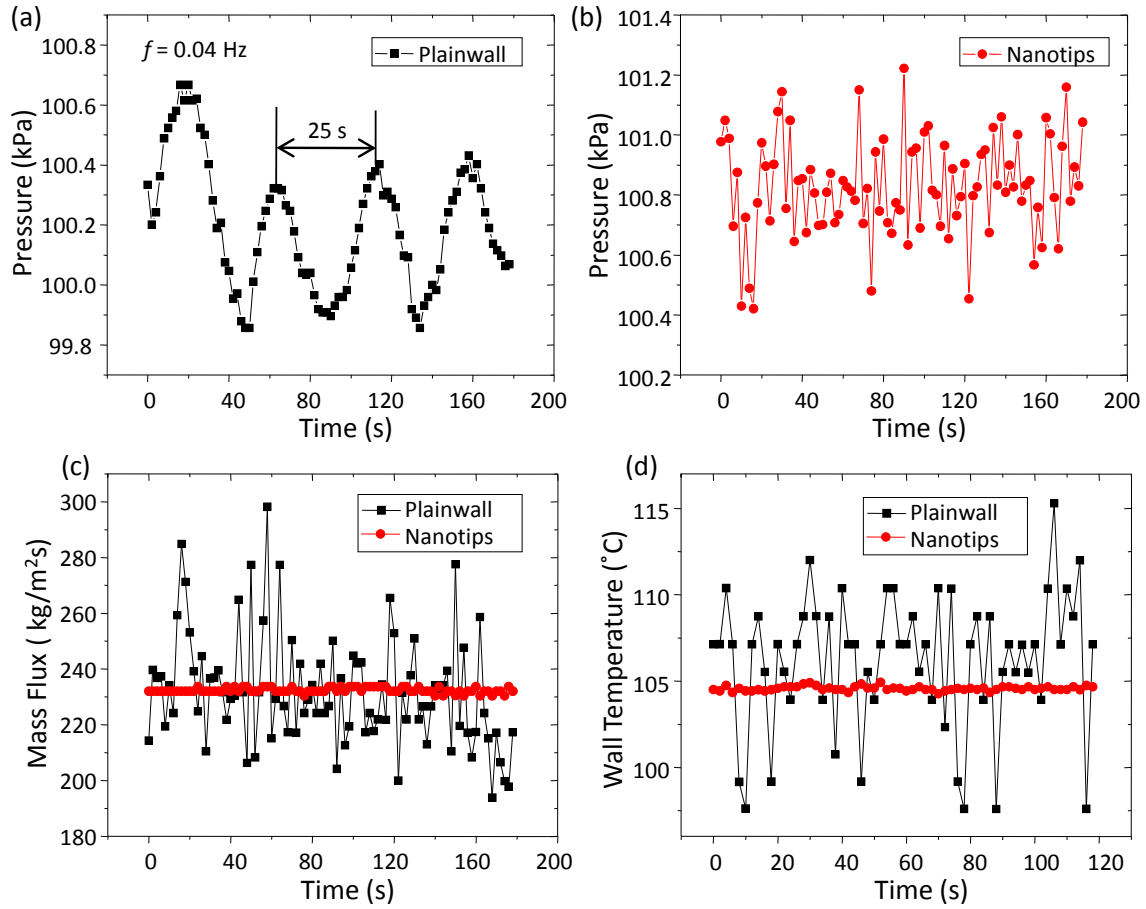 (a)
100.8
100.6
100.4
100.2
100.0
99.8
Pressure (kPa)
f = 0.04 Hz
Plainwall
25 s
0 40 80 120 160 200
Time (s)
(b)
101.4
101.2
101.0
100.8
100.6
100.4
100.2
Pressure (kPa)
Nanotips
0 40 80 120 160 200
Time (s)
(c)
300
280
260
240
220
200
180
Mass Flux ( kg/m²s)
Plainwall
Nanotips
0 40 80 120 160 200
Time (s)
(d)
115
110
105
100
Wall Temperature (˚C)
Plainwall
Nanotips
0 20 40 60 80 100 120
Time (s)